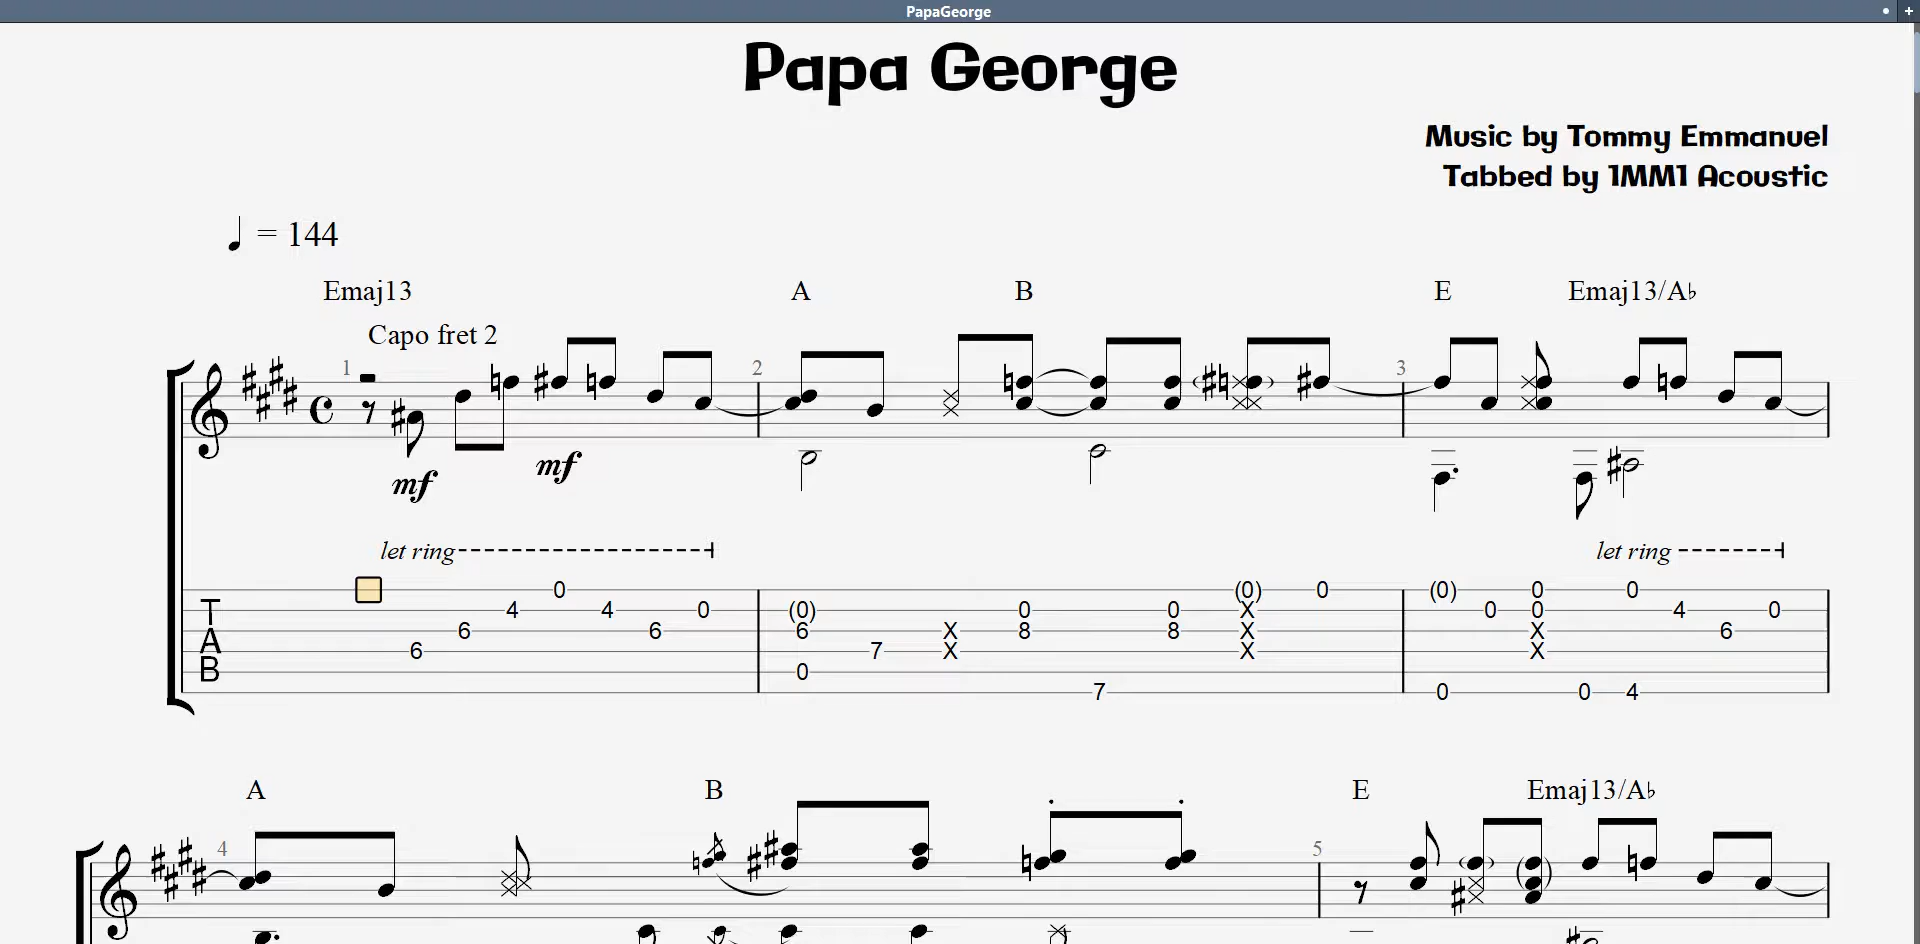 PapaGeorge
Papa George
Music by Tommy Emmanuel
Tabbed by 1MM1 Acoustic
= 144
Emaj13 A B E Emaj13/A♭
Capo fret 2
1 2 3
mf mf
let ring let ring
0 (0) 0 (0) 0 0
T 4 4 0 (0) 0 0 X 0 0 4 0
6 6 6 X 8 8 X X 6
A 6 7 X X X
B 0
7 0 0 4
A B E Emaj13/A♭
4 5